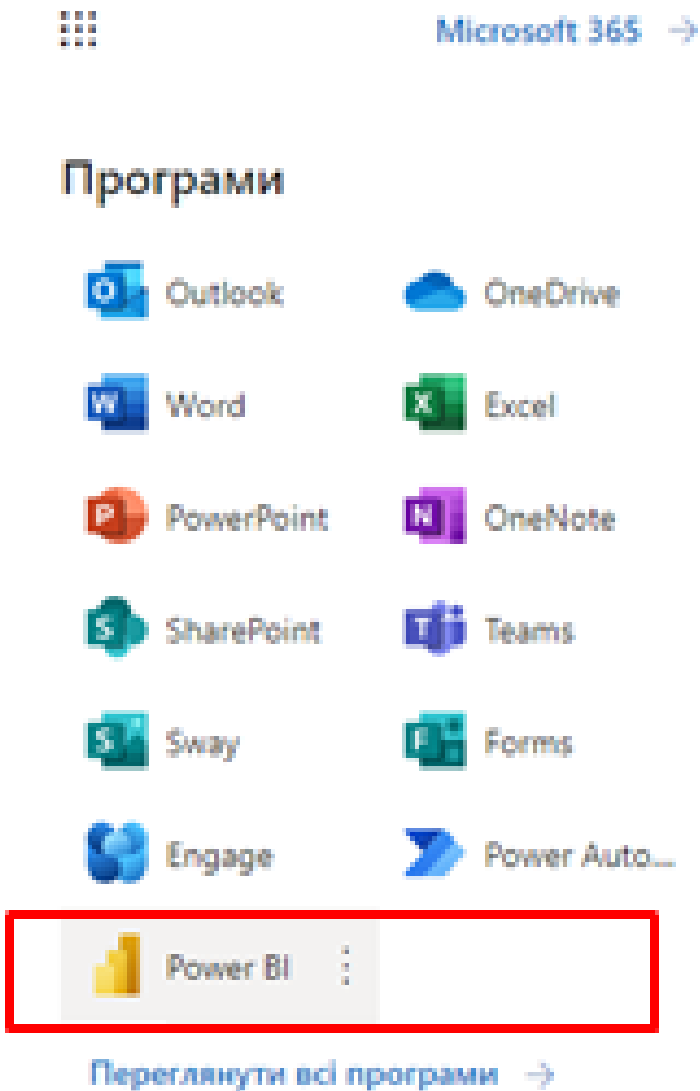 Microsoft 365 →
Програми
Outlook
OneDrive
Word
Excel
PowerPoint
OneNote
SharePoint
Teams
Sway
Forms
Engage
Power Auto...
Power BI
Переглянути всі програми →